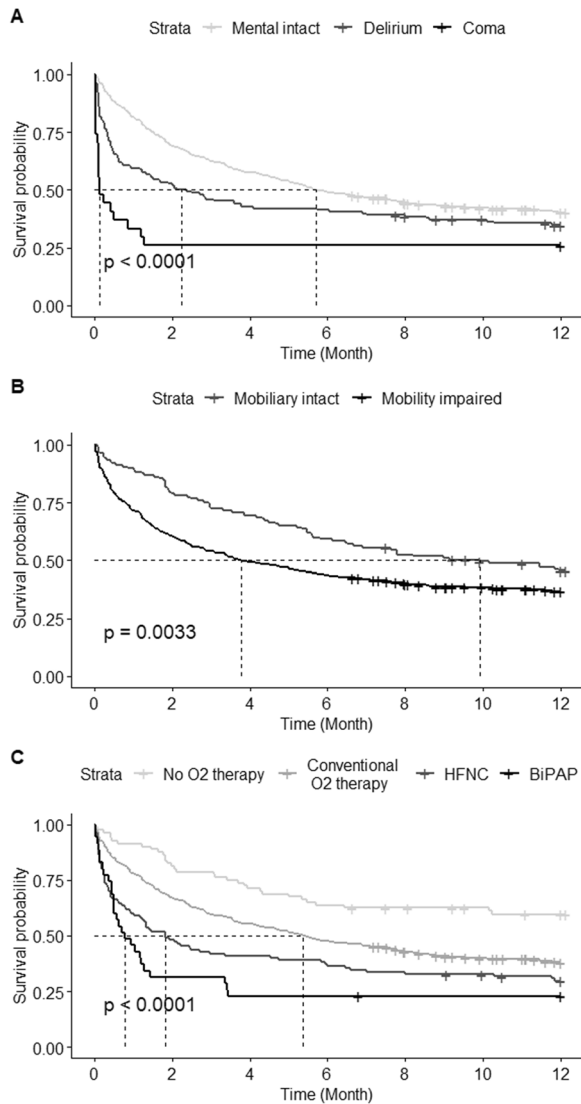 A
Strata Mental intact Delirium Coma
1.00
0.75
0.50
0.25
0.00
Survival probability
p < 0.0001
0 2 4 6 8 10 12
Time (Month)
B
Strata Mobiliary intact Mobility impaired
1.00
0.75
0.50
0.25
0.00
Survival probability
p = 0.0033
0 2 4 6 8 10 12
Time (Month)
C
Strata No O2 therapy Conventional O2 therapy HFNC BiPAP
1.00
0.75
0.50
0.25
0.00
Survival probability
p < 0.0001
0 2 4 6 8 10 12
Time (Month)